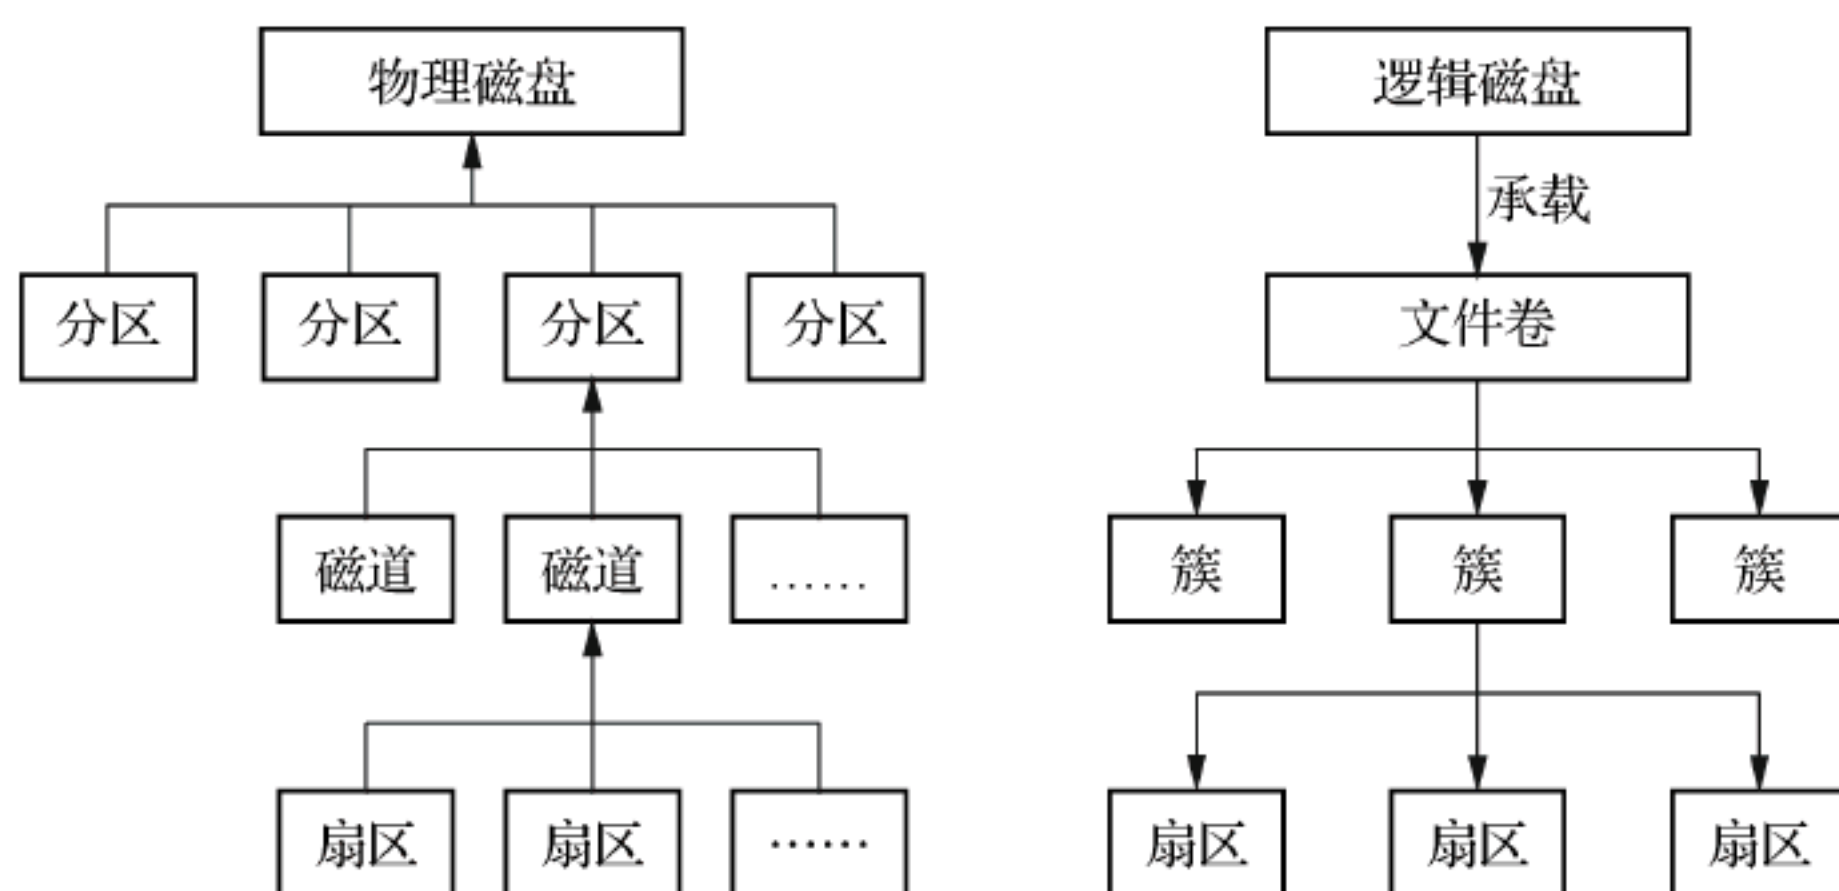 物理磁盘
逻辑磁盘
承载
分区 分区 分区 分区
文件卷
磁道 磁道 ......
簇 簇 簇
扇区 扇区 ......
扇区 扇区 扇区